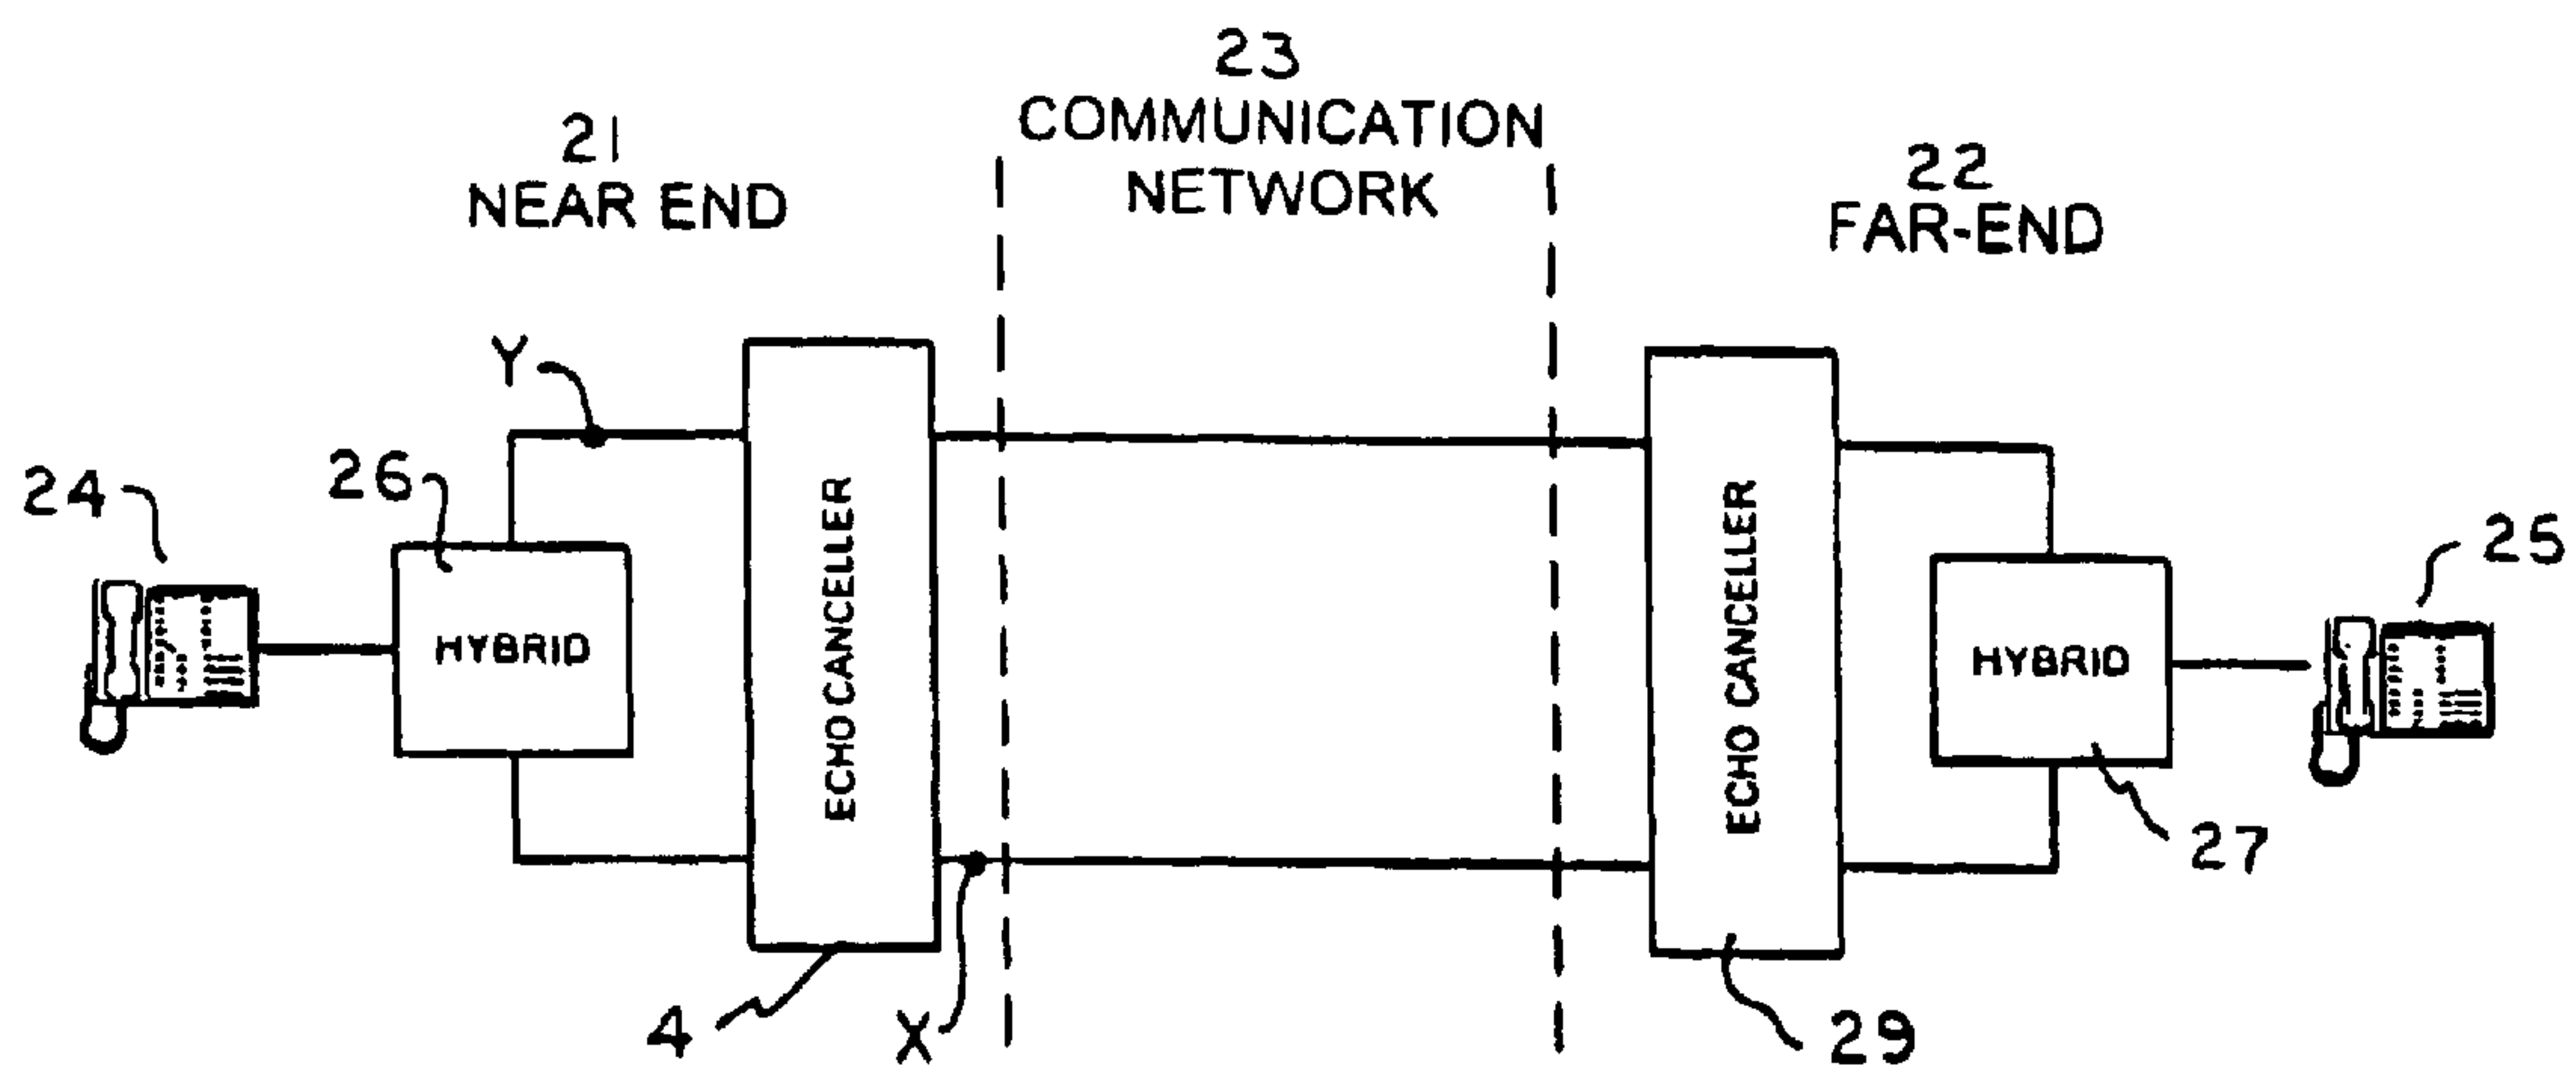 23
COMMUNICATION
NETWORK
21
NEAR END
22
FAR-END
Y
24
26
25
HYBRID
ECHO CANCELLER
ECHO CANCELLER
HYBRID
27
4
X
29